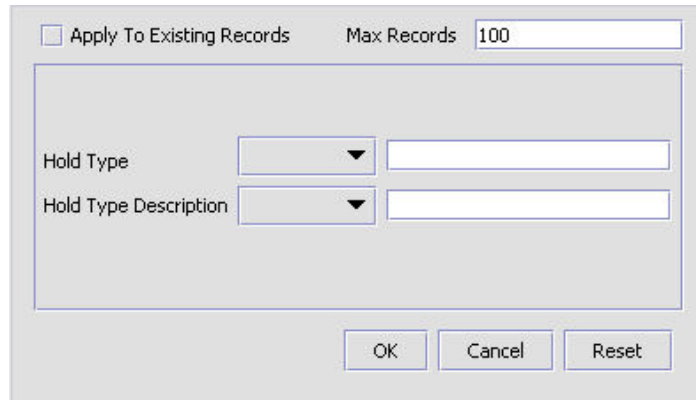 Apply To Existing Records Max Records 100
Hold Type
Hold Type Description
OK Cancel Reset